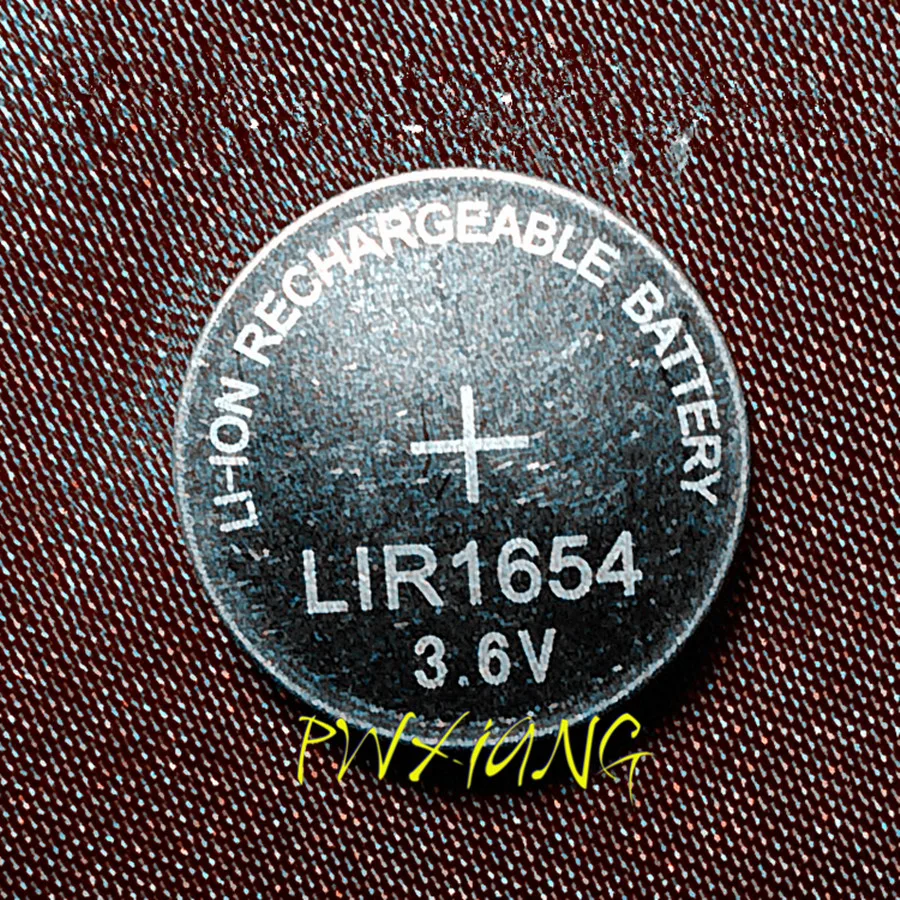 LI-ION RECHARGEABLE BATTERY
+
LIR1654
3.6V
PWXiANG